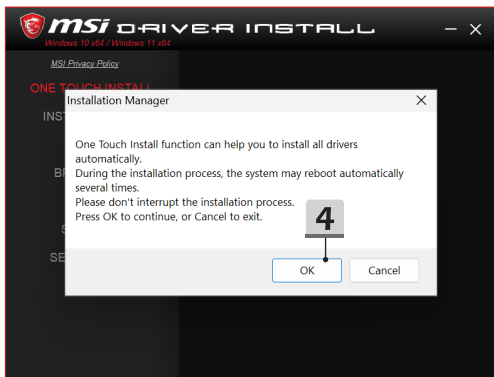 msi DRIVER INSTALL
Windows 10 x64 / Windows 11 x64
MSI Privacy Policy
ONE TOUCH INSTALL
Installation Manager
INS
One Touch Install function can help you to install all drivers
automatically.
During the installation process, the system may reboot automatically
several times.
Please don't interrupt the installation process.
Press OK to continue, or Cancel to exit.
4
SE
OK Cancel